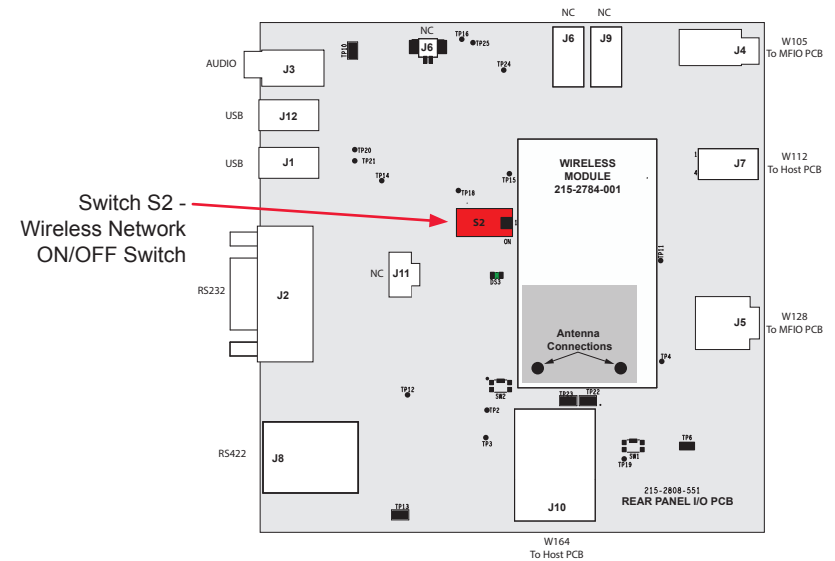 NC
NC
NC
TP16
TP25
J6
TP10
J6
J9
J4
W105
To MFIO PCB
AUDIO
J3
TP24
USB
J12
TP20
TP21
USB
J1
TP14
TP15
TP18
WIRELESS
MODULE
215-2784-001
1
4
J7
W112
To Host PCB
Switch S2 -
Wireless Network
ON/OFF Switch
S2
1
ON
TP11
NC
J11
DS3
RS232
J2
Antenna
Connections
J5
W128
To MFIO PCB
TP4
SW2
TP12
TP23
TP22
TP2
TP3
RS422
J8
SW1
TP19
TP6
J10
215-2808-551
REAR PANEL I/O PCB
TP13
W164
To Host PCB